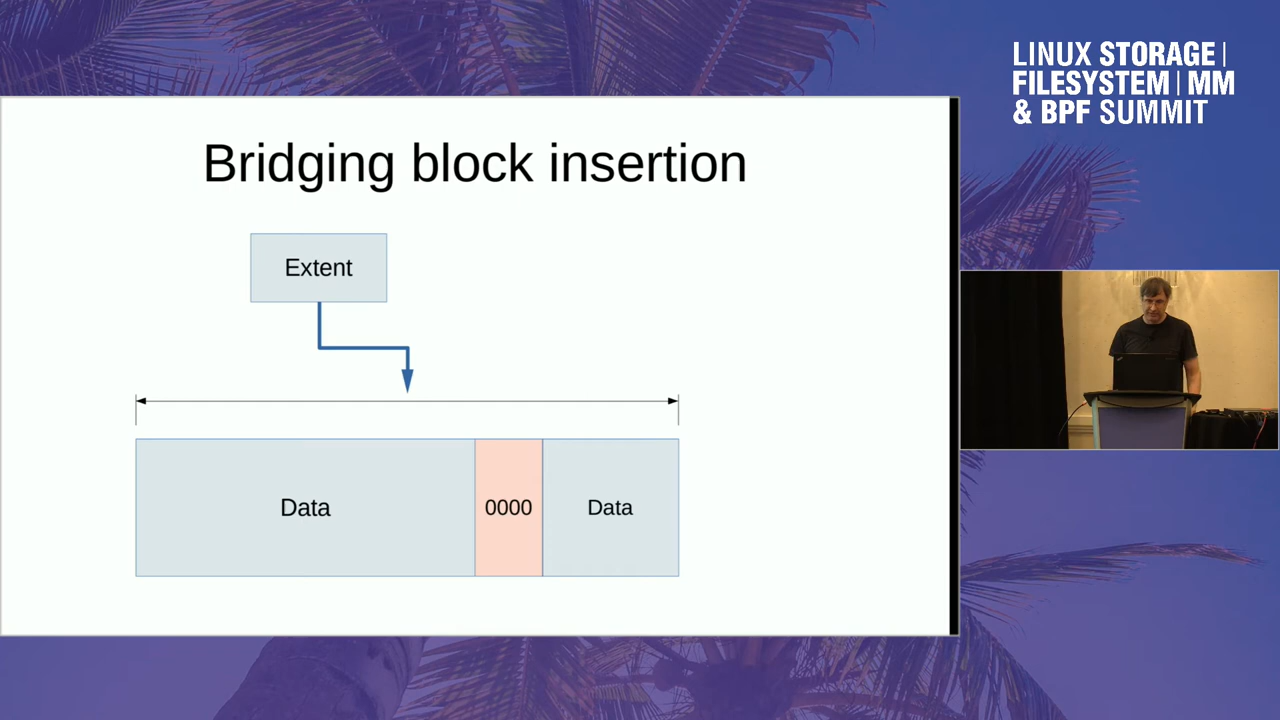 LINUX STORAGE |
FILESYSTEM | MM
& BPF SUMMIT
Bridging block insertion
Extent
Data
0000
Data